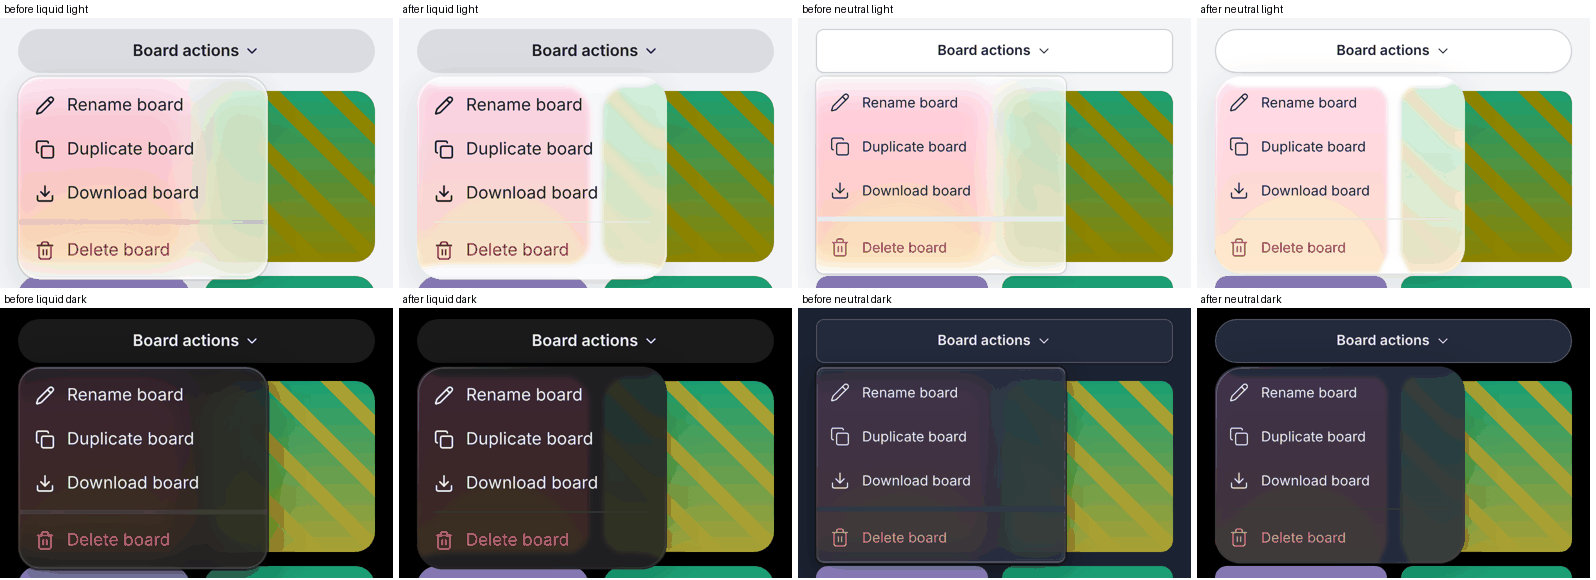 before liquid light
Board actions
Rename board
Duplicate board
Download board
Delete board
after liquid light
Board actions
Rename board
Duplicate board
Download board
Delete board
before neutral light
Board actions
Rename board
Duplicate board
Download board
Delete board
after neutral light
Board actions
Rename board
Duplicate board
Download board
Delete board
before liquid dark
Board actions
Rename board
Duplicate board
Download board
Delete board
after liquid dark
Board actions
Rename board
Duplicate board
Download board
Delete board
before neutral dark
Board actions
Rename board
Duplicate board
Download board
Delete board
after neutral dark
Board actions
Rename board
Duplicate board
Download board
Delete board